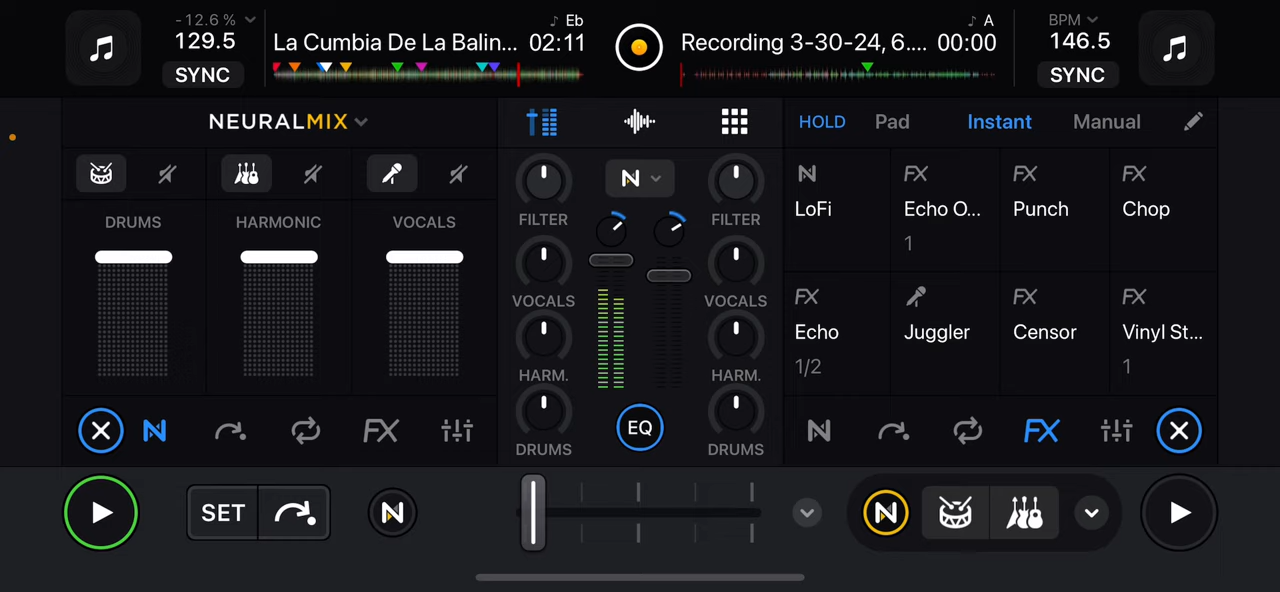 -12.6 %
129.5
SYNC
♪ Eb
La Cumbia De La Balin... 02:11
♪ A
Recording 3-30-24, 6.... 00:00
BPM
146.5
SYNC
NEURALMIX
HOLD Pad Instant Manual
DRUMS HARMONIC VOCALS
FILTER
VOCALS
HARM.
DRUMS
N
EQ
FILTER
VOCALS
HARM.
DRUMS
N FX FX FX
LoFi Echo O... Punch Chop
1
FX FX FX
Echo Juggler Censor Vinyl St...
1/2 1
N FX
N FX
SET N
N